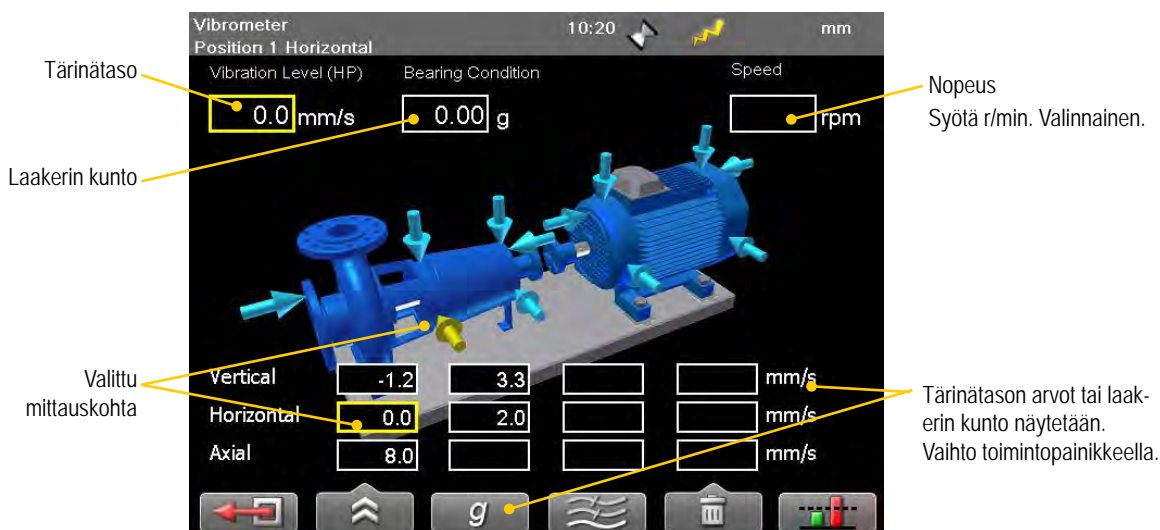 Vibrometer
10:20
mm
Position 1 Horizontal
Tärinätaso
Vibration Level (HP)
Bearing Condition
Speed
0.0 mm/s
0.00 g
rpm
Nopeus
Syötä r/min. Valinnainen.
Laakerin kunto
Valittu
mittauskohta
Vertical -1.2 3.3 mm/s
Horizontal 0.0 2.0 mm/s
Axial 8.0 mm/s
Tärinätason arvot tai laak-
erin kunto näytetään.
Vaihto toimintopainikkeella.
g